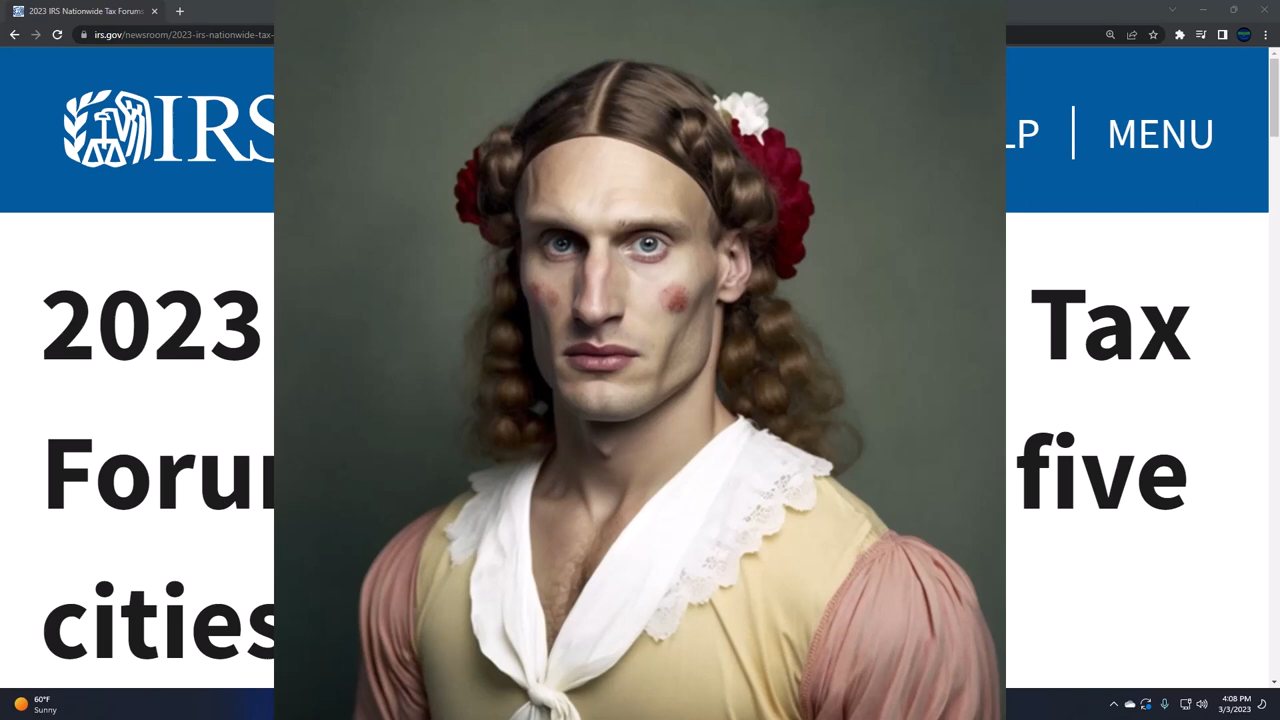 2023 IRS Nationwide Tax Forums
irs.gov/newsroom/2023-irs-nationwide-tax-
IRS
LP
MENU
2023 Tax
Forum five
cities
60°F
Sunny
4:08 PM
3/3/2023